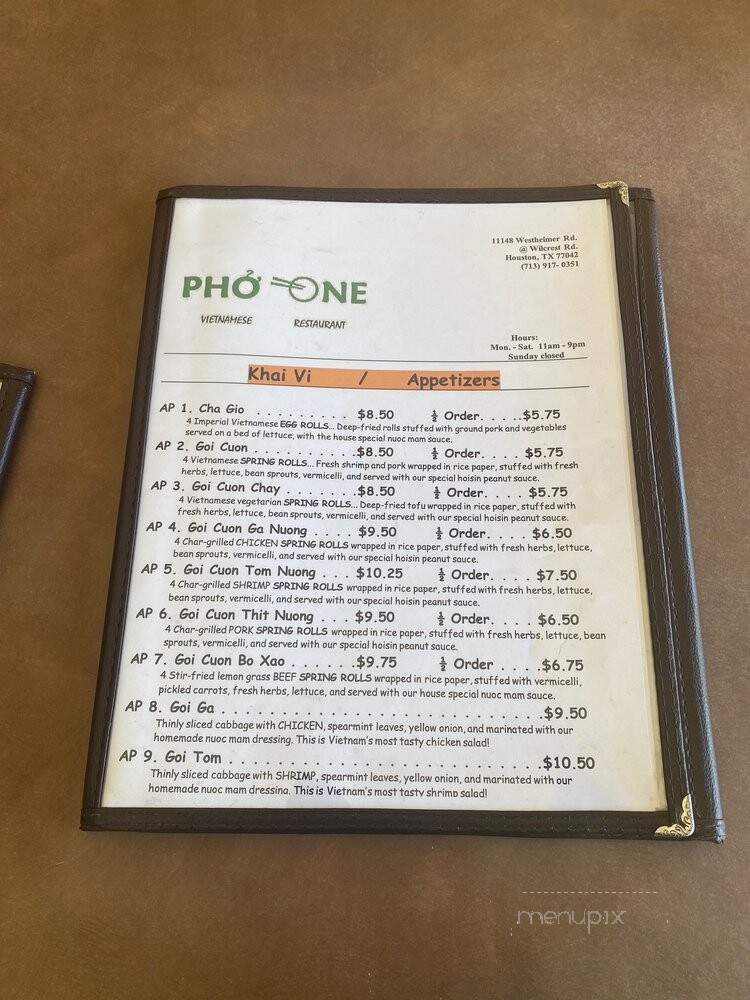 11148 Westheimer Rd.
@ Wilcrest Rd.
Houston, TX 77042
(713) 917- 0351
PHỞ ONE
VIETNAMESE RESTAURANT
Hours:
Mon. - Sat. 11am - 9pm
Sunday closed
Khai Vi / Appetizers
AP 1. Cha Gio . . . . . . . . . $8.50 ½ Order. . . . .$5.75
4 Imperial Vietnamese EGG ROLLS... Deep-fried rolls stuffed with ground pork and vegetables
served on a bed of lettuce, with the house special nuoc mam sauce.
AP 2. Goi Cuon . . . . . . . . . .$8.50 ½ Order. . . . .$5.75
4 Vietnamese SPRING ROLLS... Fresh shrimp and pork wrapped in rice paper, stuffed with fresh
herbs, lettuce, bean sprouts, vermicelli, and served with our special hoisin peanut sauce.
AP 3. Goi Cuon Chay . . . . . . .$8.50 ½ Order. . . . .$5.75
4 Vietnamese vegetarian SPRING ROLLS... Deep-fried tofu wrapped in rice paper, stuffed with
fresh herbs, lettuce, bean sprouts, vermicelli, and served with our special hoisin peanut sauce.
AP 4. Goi Cuon Ga Nuong . . . . $9.50 ½ Order. . . . $6.50
4 Char-grilled CHICKEN SPRING ROLLS wrapped in rice paper, stuffed with fresh herbs, lettuce,
bean sprouts, vermicelli, and served with our special hoisin peanut sauce.
AP 5. Goi Cuon Tom Nuong . . . $10.25 ½ Order. . . . $7.50
4 Char-grilled SHRIMP SPRING ROLLS wrapped in rice paper, stuffed with fresh herbs, lettuce,
bean sprouts, vermicelli, and served with our special hoisin peanut sauce.
AP 6. Goi Cuon Thit Nuong . . . $9.50 ½ Order. . . . $6.50
4 Char-grilled PORK SPRING ROLLS wrapped in rice paper, stuffed with fresh herbs, lettuce, bean
sprouts, vermicelli, and served with our special hoisin peanut sauce.
AP 7. Goi Cuon Bo Xao . . . . . .$9.75 ½ Order . . . .$6.75
4 Stir-fried lemon grass BEEF SPRING ROLLS wrapped in rice paper, stuffed with vermicelli,
pickled carrots, fresh herbs, lettuce, and served with our house special nuoc mam sauce.
AP 8. Goi Ga . . . . . . . . . . . . . . . . . . . . . . . . . . . . .$9.50
Thinly sliced cabbage with CHICKEN, spearmint leaves, yellow onion, and marinated with our
homemade nuoc mam dressing. This is Vietnam's most tasty chicken salad!
AP 9. Goi Tom . . . . . . . . . . . . . . . . . . . . . . . . . . . .$10.50
Thinly sliced cabbage with SHRIMP, spearmint leaves, yellow onion, and marinated with our
homemade nuoc mam dressing. This is Vietnam's most tasty shrimp salad!
menupix